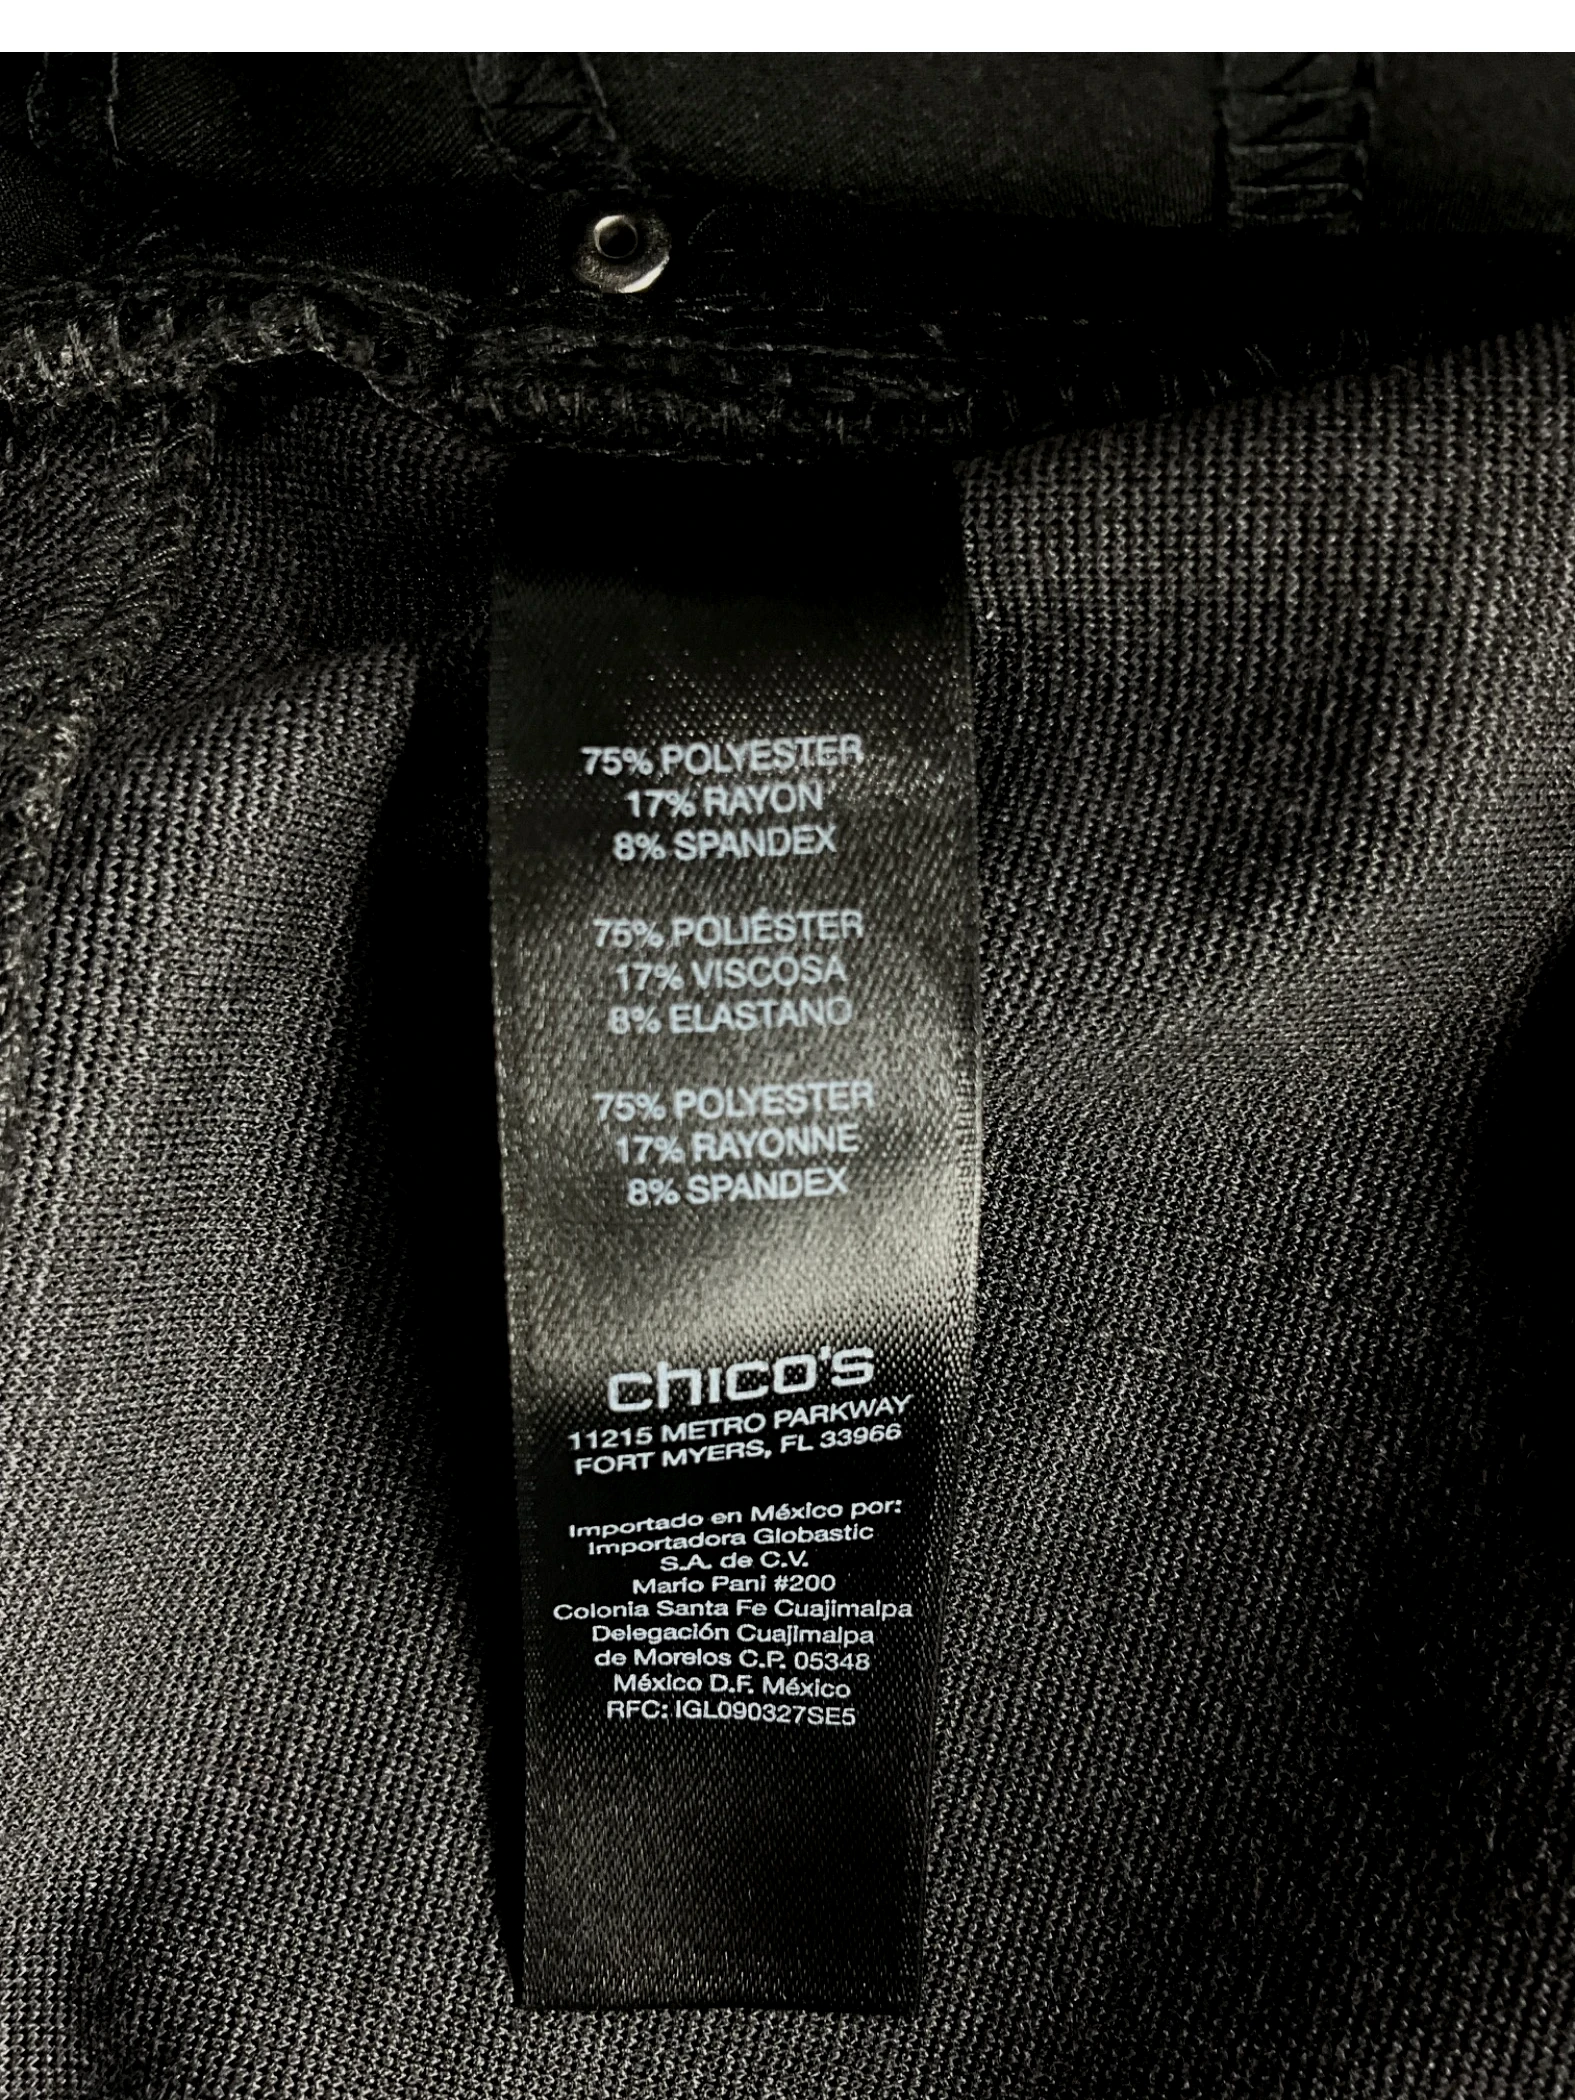 75% POLYESTER
17% RAYON
8% SPANDEX
75% POLIÉSTER
17% VISCOSA
8% ELASTANO
75% POLYESTER
17% RAYONNE
8% SPANDEX
chico's
11215 METRO PARKWAY
FORT MYERS, FL 33966
Importado en México por:
Importadora Globastic
S.A. de C.V.
Mario Pani #200
Colonia Santa Fe Cuajimalpa
Delegación Cuajimalpa
de Morelos C.P. 05348
México D.F. México
RFC: IGL090327SE5